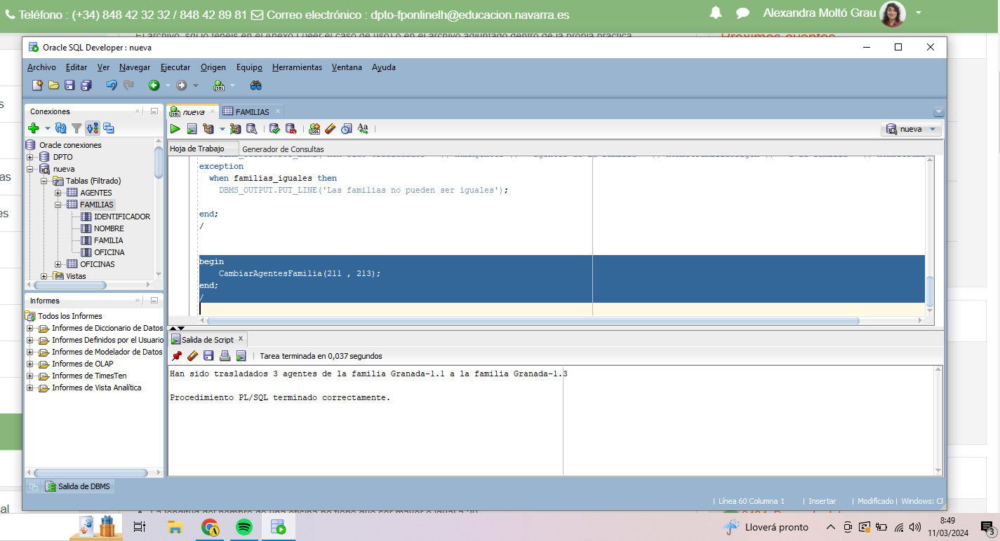 Teléfono : (+34) 848 42 32 32 / 848 42 89 81 Correo electrónico : dpto-fponlinelh@educacion.navarra.es
Alexandra Moltó Grau
Oracle SQL Developer : nueva
Archivo Editar Ver Navegar Ejecutar Origen Equipo Herramientas Ventana Ayuda
Conexiones
nueva
FAMILIAS
nueva
Oracle conexiones
DPTO
nueva
Tablas (Filtrado)
AGENTES
FAMILIAS
IDENTIFICADOR
NOMBRE
FAMILIA
OFICINA
OFICINAS
Vistas
Hoja de Trabajo Generador de Consultas
exception
when familias_iguales then
DBMS_OUTPUT.PUT_LINE('Las familias no pueden ser iguales');
end;
/
begin
CambiarAgentesFamilia(211 , 213);
end;
/
Informes
Todos los Informes
Informes de Diccionario de Datos
Informes Definidos por el Usuario
Informes de Modelador de Datos
Informes de OLAP
Informes de TimesTen
Informes de Vista Analítica
Salida de Script
Tarea terminada en 0,037 segundos
Han sido trasladados 3 agentes de la familia Granada-1.1 a la familia Granada-1.3
Procedimiento PL/SQL terminado correctamente.
Salida de DBMS
Línea 60 Columna 1 Insertar Modificado Windows: CF
Lloverá pronto
8:49
11/03/2024
3